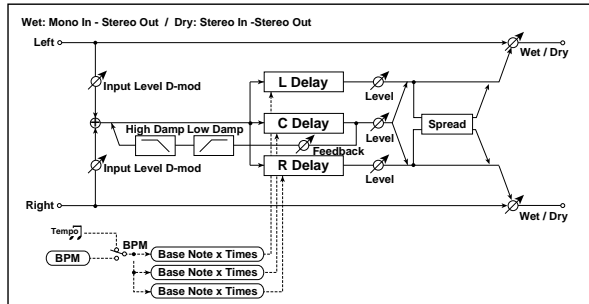 Wet: Mono In - Stereo Out / Dry: Stereo In -Stereo Out
Left
Wet / Dry
Input Level D-mod
L Delay
Level
High Damp Low Damp
C Delay
Level
Spread
Feedback
Input Level D-mod
R Delay
Level
Right
Wet / Dry
Tempo
BPM
BPM
Base Note x Times
Base Note x Times
Base Note x Times